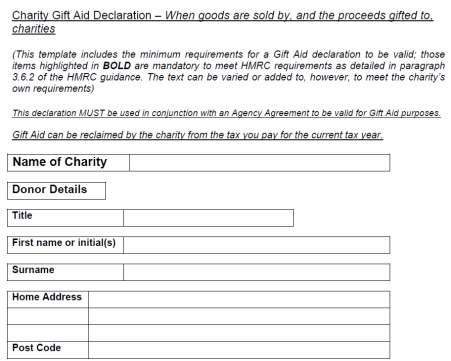 Charity Gift Aid Declaration – When goods are sold by, and the proceeds gifted to,
charities
(This template includes the minimum requirements for a Gift Aid declaration to be valid; those
items highlighted in BOLD are mandatory to meet HMRC requirements as detailed in paragraph
3.6.2 of the HMRC guidance. The text can be varied or added to, however, to meet the charity's
own requirements)
This declaration MUST be used in conjunction with an Agency Agreement to be valid for Gift Aid purposes.
Gift Aid can be reclaimed by the charity from the tax you pay for the current tax year.
Name of Charity
Donor Details
Title
First name or initial(s)
Surname
Home Address
Post Code